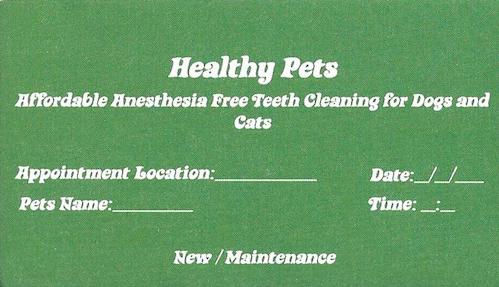 Healthy Pets
Affordable Anesthesia Free Teeth Cleaning for Dogs and
Cats
Appointment Location:___________ Date:__/__/___
Pets Name:_________ Time: __:__
New / Maintenance